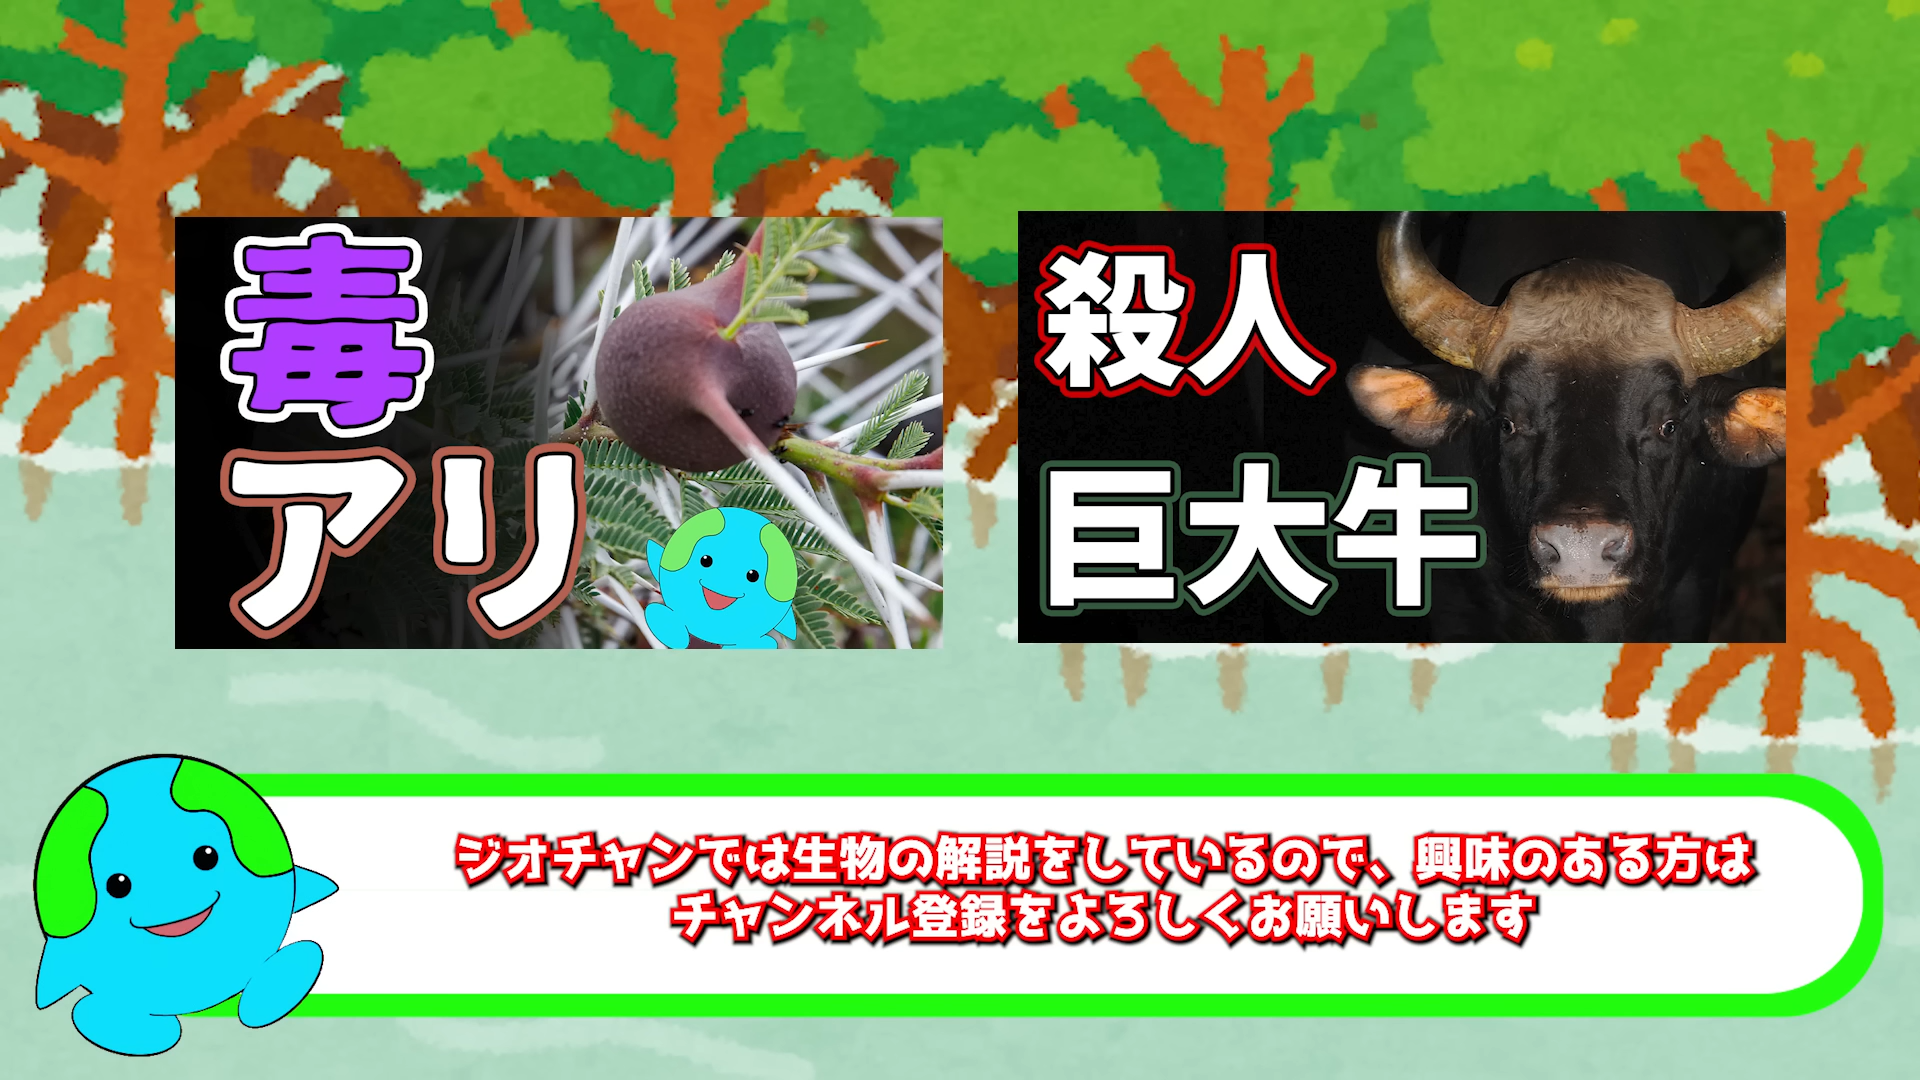 毒
アリ
殺人
巨大牛
ジオチャンでは生物の解説をしているので、興味のある方は
チャンネル登録をよろしくお願いします